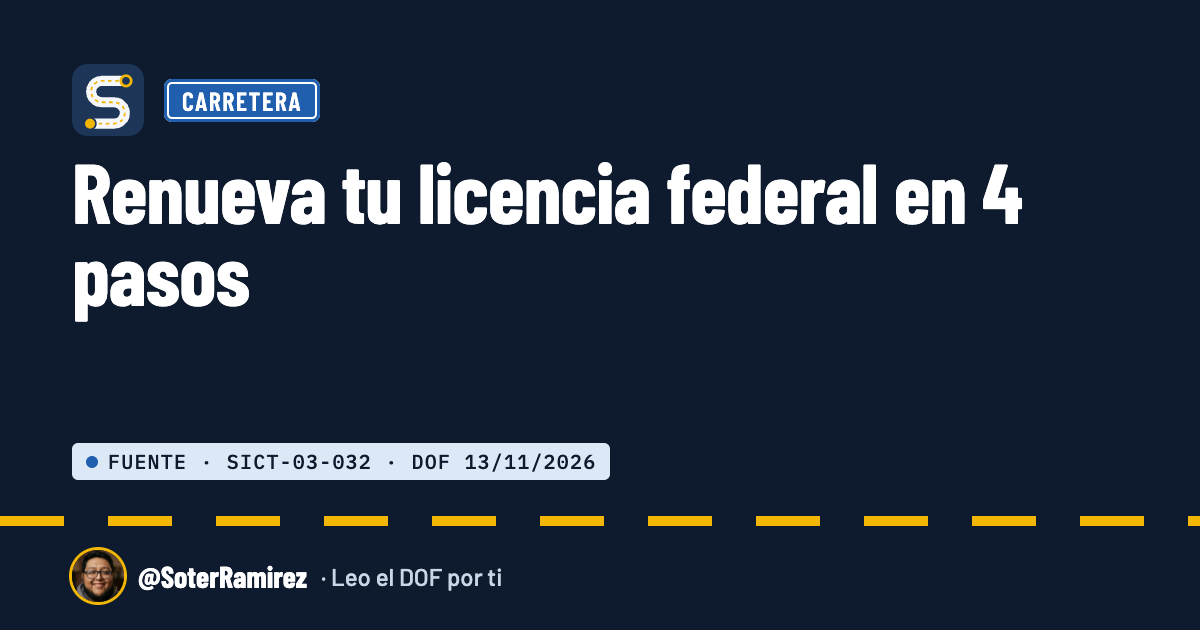 CARRETERA
Renueva tu licencia federal en 4
pasos
FUENTE · SICT-03-032 · DOF 13/11/2026
@SoterRamirez · Leo el DOF por ti